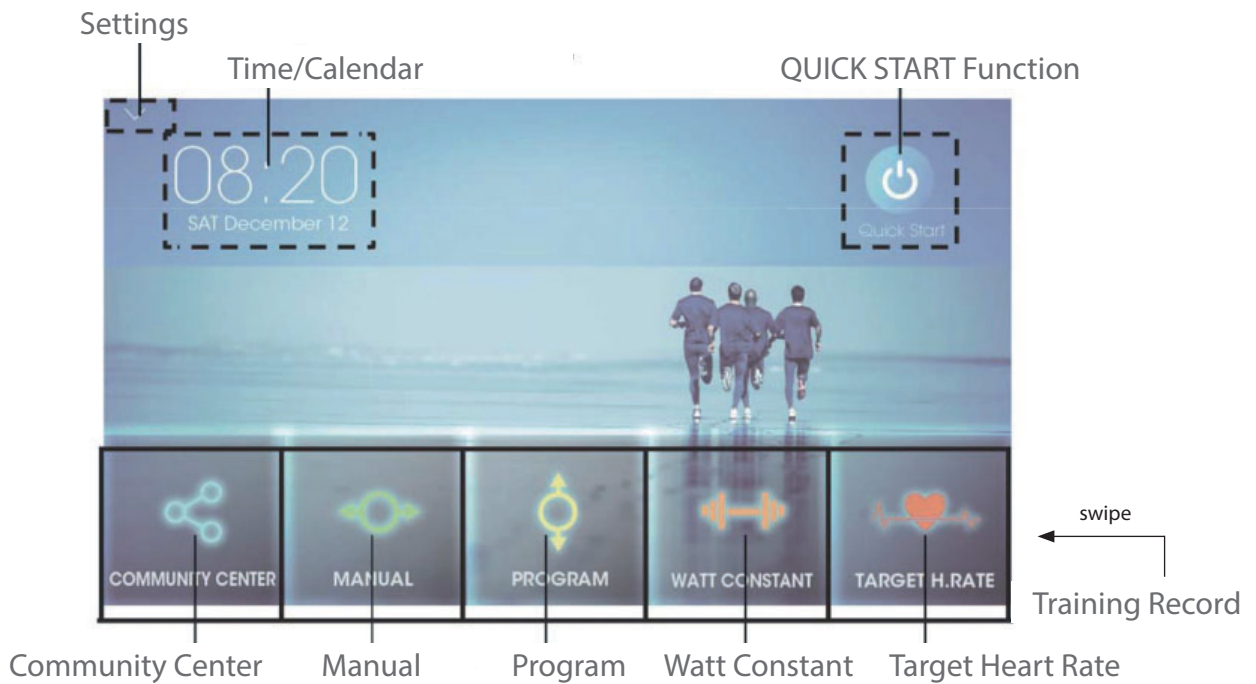 Settings
Time/Calendar
QUICK START Function
08:20
SAT December 12
Quick Start
COMMUNITY CENTER
MANUAL
PROGRAM
WATT CONSTANT
TARGET H.RATE
swipe
Training Record
Community Center
Manual
Program
Watt Constant
Target Heart Rate